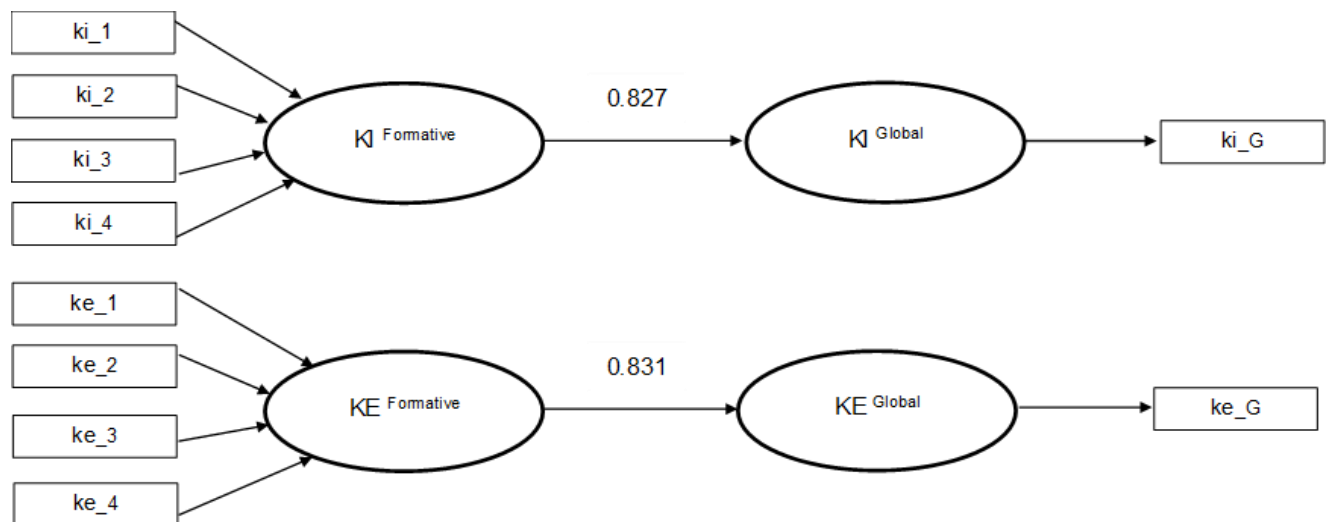 ki_1
ki_2
ki_3
ki_4
KI Formative
0.827
KI Global
ki_G
ke_1
ke_2
ke_3
ke_4
KE Formative
0.831
KE Global
ke_G